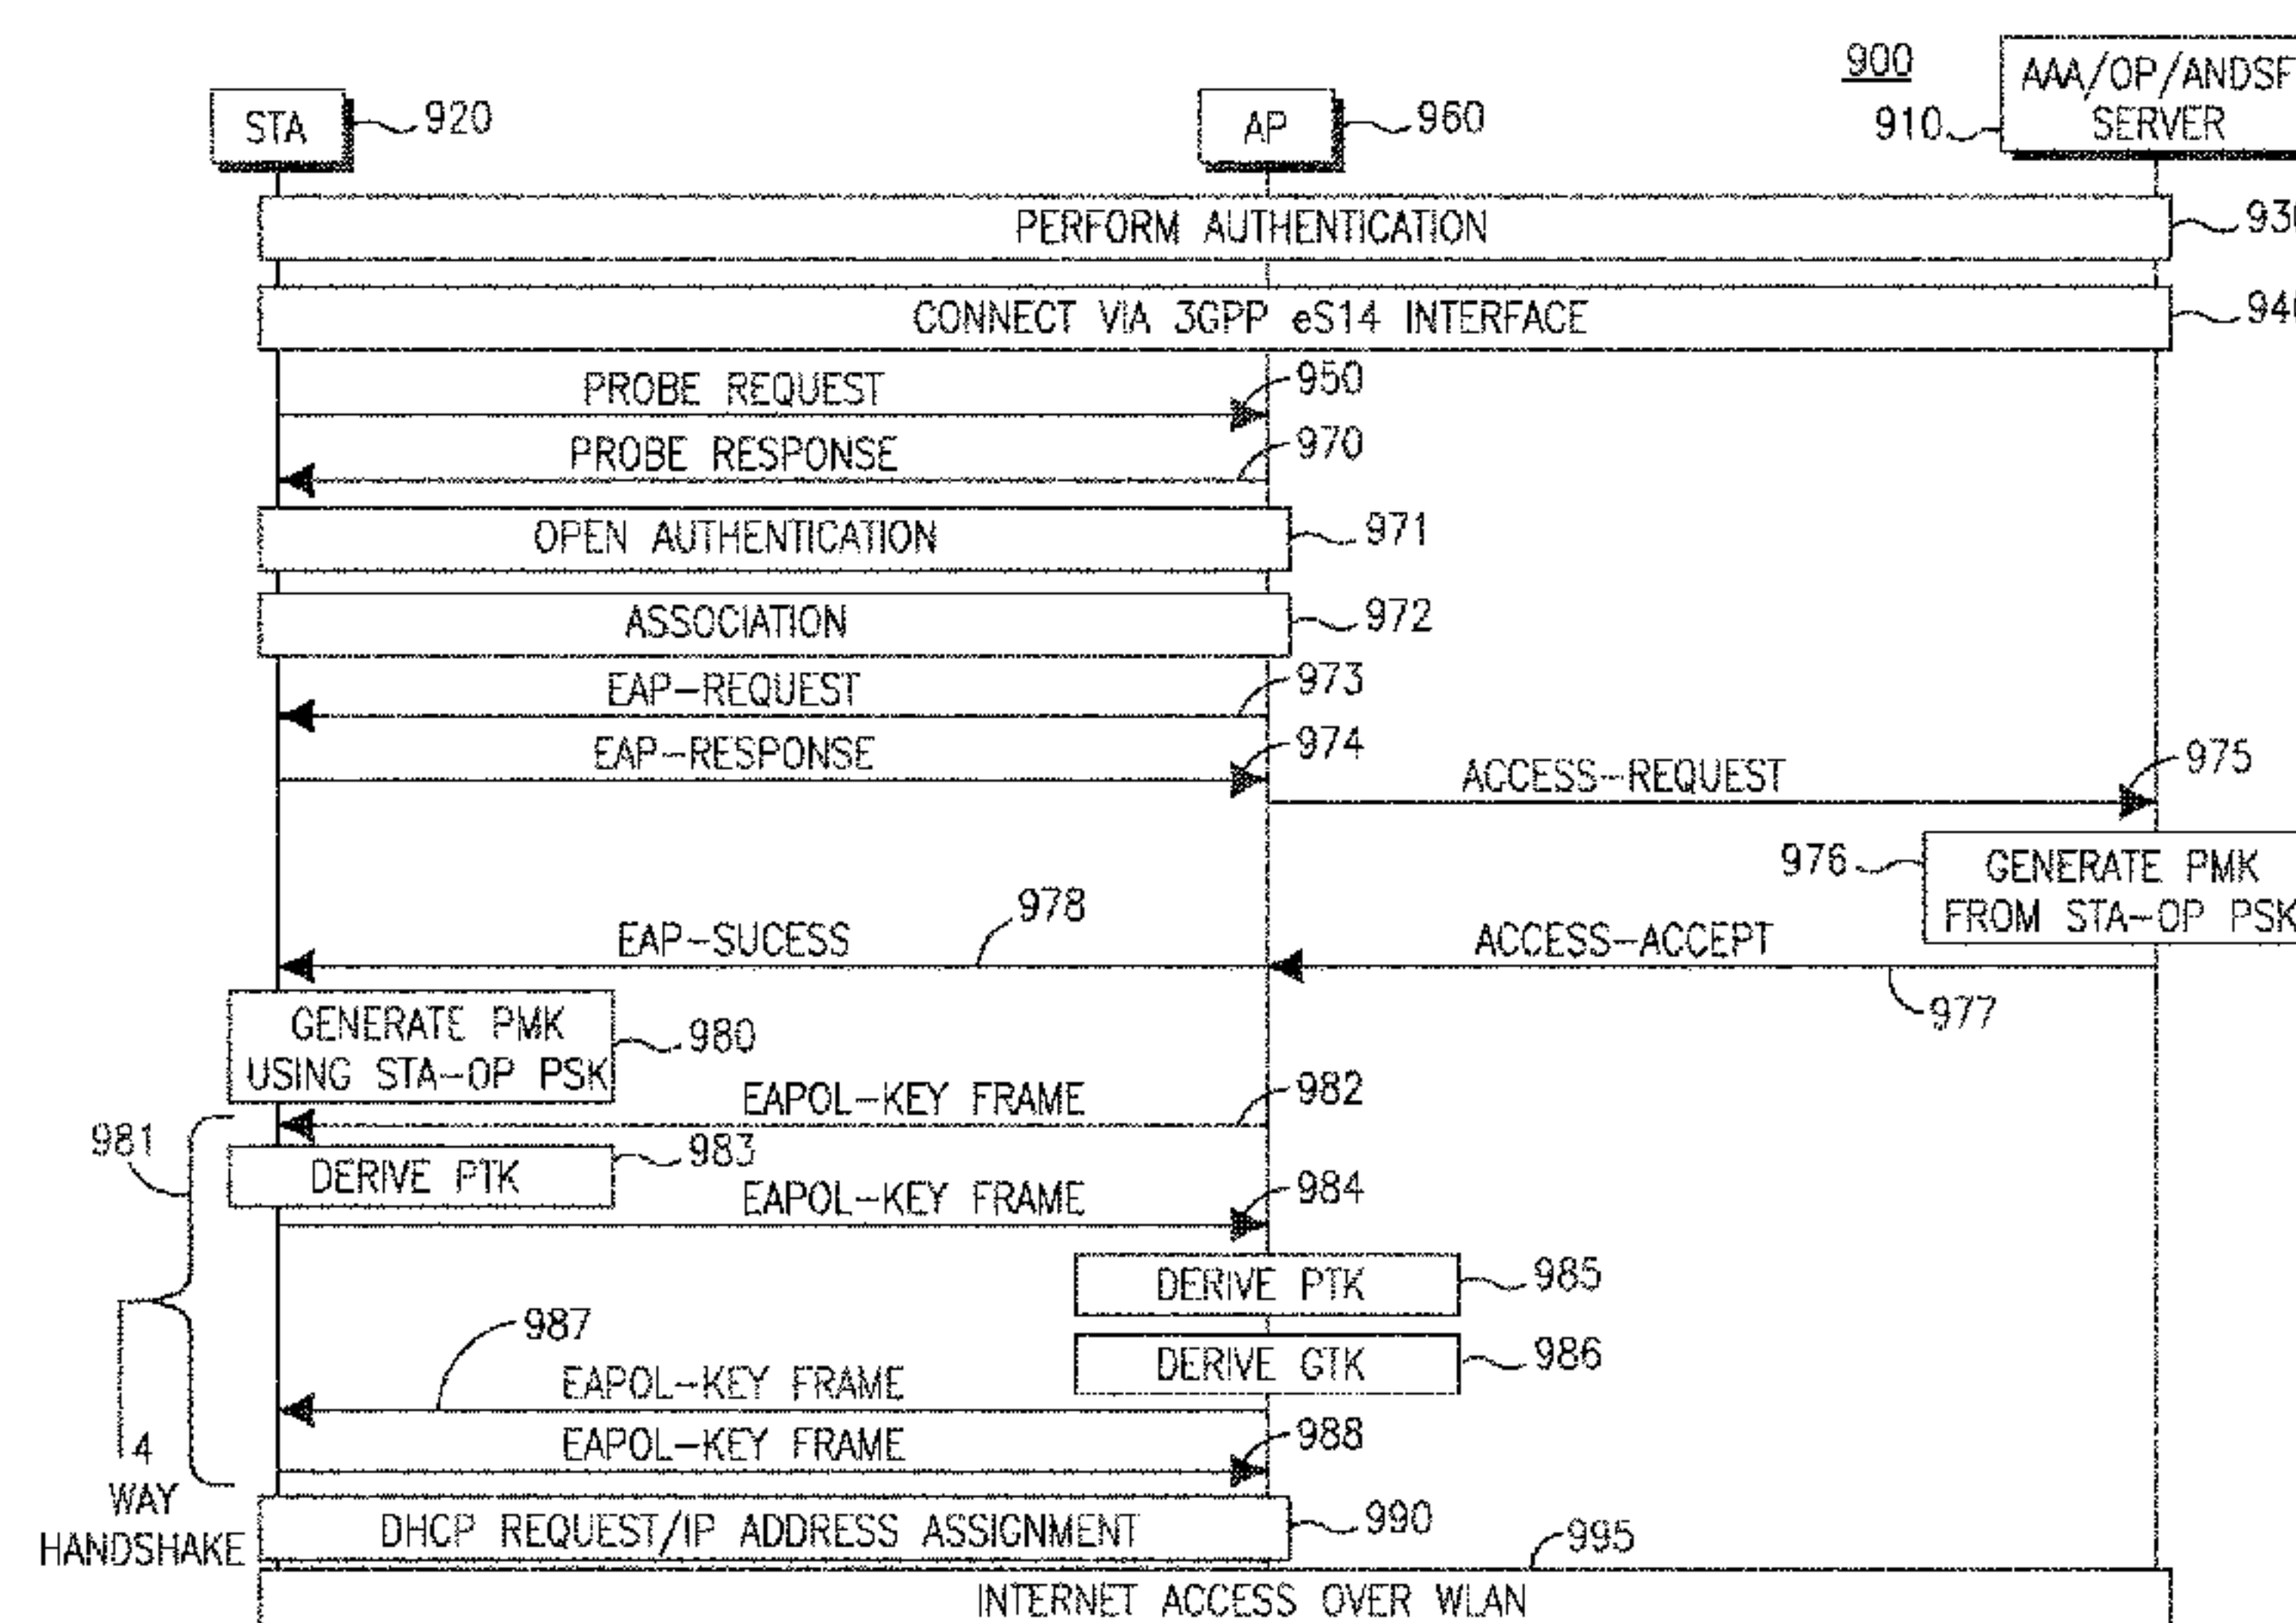 900
AAA/OP/ANDSF
SERVER
910
STA
920
AP
960
PERFORM AUTHENTICATION
CONNECT VIA 3GPP eS14 INTERFACE
PROBE REQUEST
950
PROBE RESPONSE
970
OPEN AUTHENTICATION
971
ASSOCIATION
972
EAP-REQUEST
973
EAP-RESPONSE
974
ACCESS-REQUEST
975
976
GENERATE PMK
FROM STA-OP PSK
978
EAP-SUCESS
ACCESS-ACCEPT
977
GENERATE PMK
USING STA-OP PSK
980
EAPOL-KEY FRAME
982
981
DERIVE PTK
983
EAPOL-KEY FRAME
984
DERIVE PTK
985
987
DERIVE GTK
986
EAPOL-KEY FRAME
EAPOL-KEY FRAME
988
4
WAY
HANDSHAKE
DHCP REQUEST/IP ADDRESS ASSIGNMENT
990
995
INTERNET ACCESS OVER WLAN